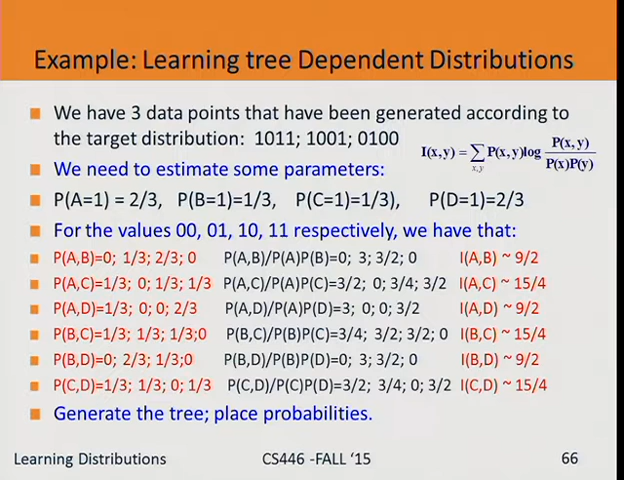 Example: Learning tree Dependent Distributions
We have 3 data points that have been generated according to
the target distribution: 1011; 1001; 0100
I(x,y) = ∑x,y P(x,y)log P(x,y)/P(x)P(y)
We need to estimate some parameters:
P(A=1) = 2/3, P(B=1)=1/3, P(C=1)=1/3), P(D=1)=2/3
For the values 00, 01, 10, 11 respectively, we have that:
P(A,B)=0; 1/3; 2/3; 0 P(A,B)/P(A)P(B)=0; 3; 3/2; 0 I(A,B) ~ 9/2
P(A,C)=1/3; 0; 1/3; 1/3 P(A,C)/P(A)P(C)=3/2; 0; 3/4; 3/2 I(A,C) ~ 15/4
P(A,D)=1/3; 0; 0; 2/3 P(A,D)/P(A)P(D)=3; 0; 0; 3/2 I(A,D) ~ 9/2
P(B,C)=1/3; 1/3; 1/3;0 P(B,C)/P(B)P(C)=3/4; 3/2; 3/2; 0 I(B,C) ~ 15/4
P(B,D)=0; 2/3; 1/3;0 P(B,D)/P(B)P(D)=0; 3; 3/2; 0 I(B,D) ~ 9/2
P(C,D)=1/3; 1/3; 0; 1/3 P(C,D)/P(C)P(D)=3/2; 3/4; 0; 3/2 I(C,D) ~ 15/4
Generate the tree; place probabilities.
Learning Distributions CS446 -FALL '15 66